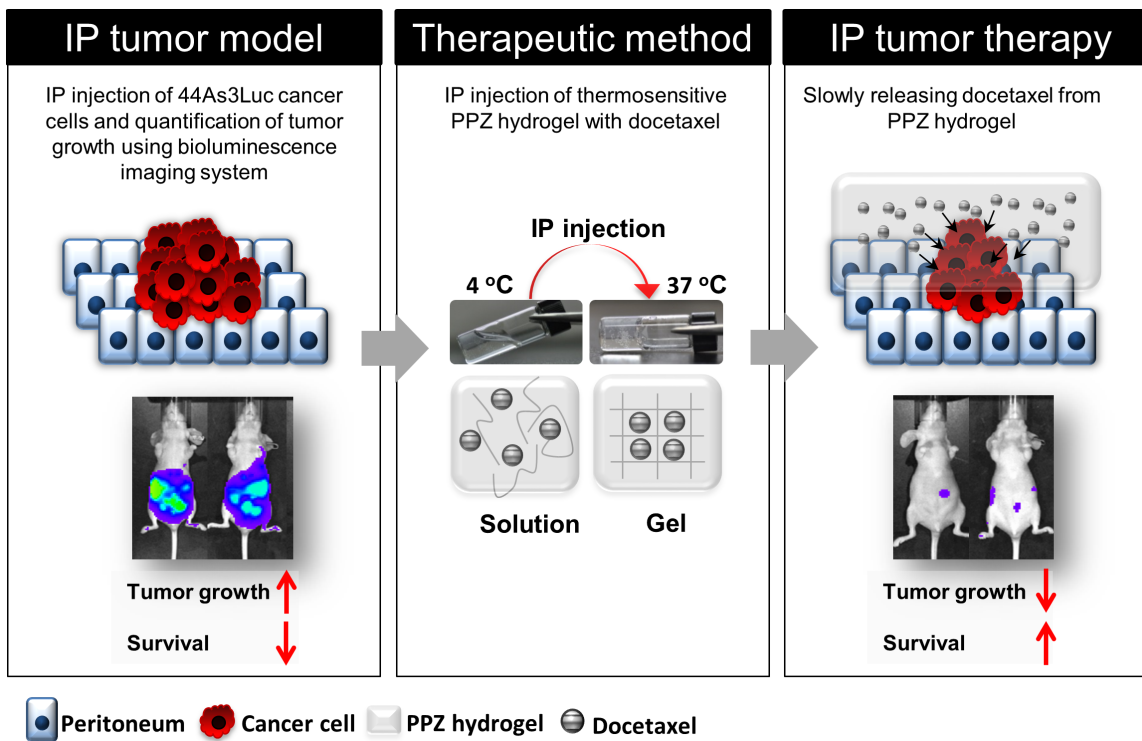 IP tumor model
IP injection of 44As3Luc cancer
cells and quantification of tumor
growth using bioluminescence
imaging system
Tumor growth
Survival
Therapeutic method
IP injection of thermosensitive
PPZ hydrogel with docetaxel
IP injection
4 ºC
37 ºC
Solution
Gel
IP tumor therapy
Slowly releasing docetaxel from
PPZ hydrogel
Tumor growth
Survival
Peritoneum
Cancer cell
PPZ hydrogel
Docetaxel